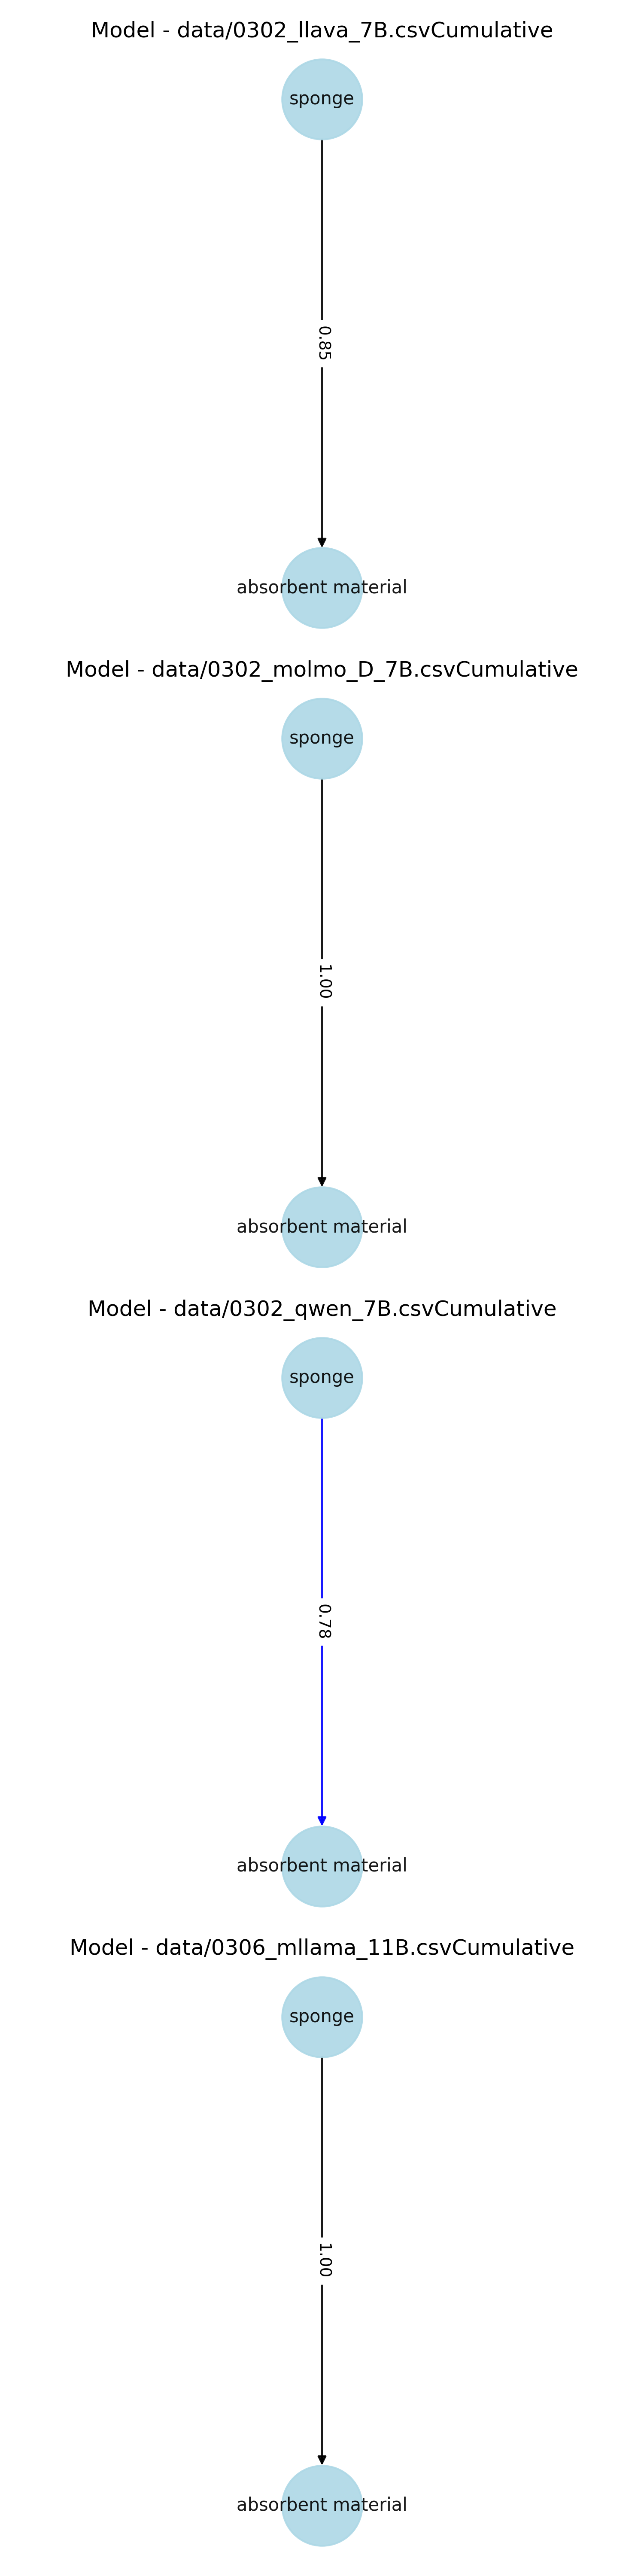 Model - data/0302_llava_7B.csvCumulative
sponge
0.85
absorbent material
Model - data/0302_molmo_D_7B.csvCumulative
sponge
1.00
absorbent material
Model - data/0302_qwen_7B.csvCumulative
sponge
0.78
absorbent material
Model - data/0306_mllama_11B.csvCumulative
sponge
1.00
absorbent material